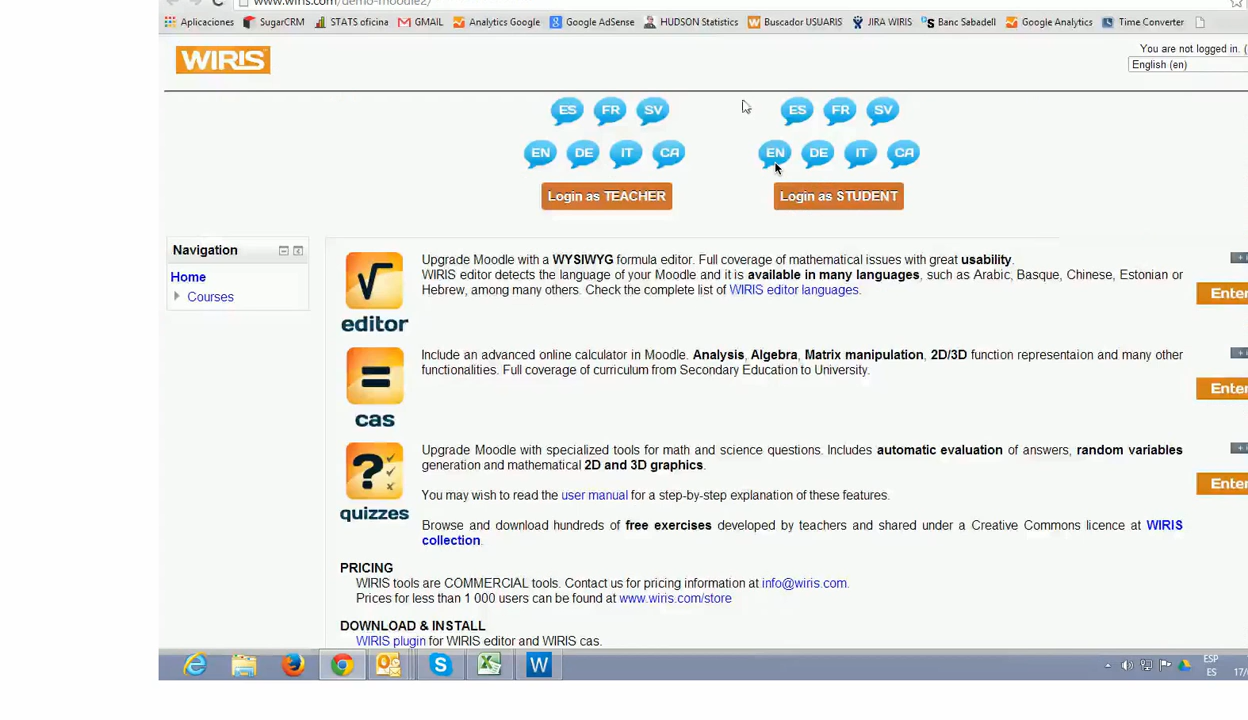 www.wiris.com/demo-moodle2/
Aplicaciones SugarCRM STATS oficina GMAIL Analytics Google Google AdSense HUDSON Statistics Buscador USUARIS JIRA WIRIS Banc Sabadell Google Analytics Time Converter
WIRIS
You are not logged in. (
English (en)
ES FR SV ES FR SV
EN DE IT CA EN DE IT CA
Login as TEACHER Login as STUDENT
Navigation
Home
Courses
Upgrade Moodle with a WYSIWYG formula editor. Full coverage of mathematical issues with great usability.
WIRIS editor detects the language of your Moodle and it is available in many languages, such as Arabic, Basque, Chinese, Estonian or
Hebrew, among many others. Check the complete list of WIRIS editor languages.
Enter
editor
Include an advanced online calculator in Moodle. Analysis, Algebra, Matrix manipulation, 2D/3D function representaion and many other
functionalities. Full coverage of curriculum from Secondary Education to University.
Enter
cas
Upgrade Moodle with specialized tools for math and science questions. Includes automatic evaluation of answers, random variables
generation and mathematical 2D and 3D graphics.
Enter
You may wish to read the user manual for a step-by-step explanation of these features.
quizzes
Browse and download hundreds of free exercises developed by teachers and shared under a Creative Commons licence at WIRIS
collection.
PRICING
WIRIS tools are COMMERCIAL tools. Contact us for pricing information at info@wiris.com.
Prices for less than 1 000 users can be found at www.wiris.com/store
DOWNLOAD & INSTALL
WIRIS plugin for WIRIS editor and WIRIS cas.
ESP
ES
17/